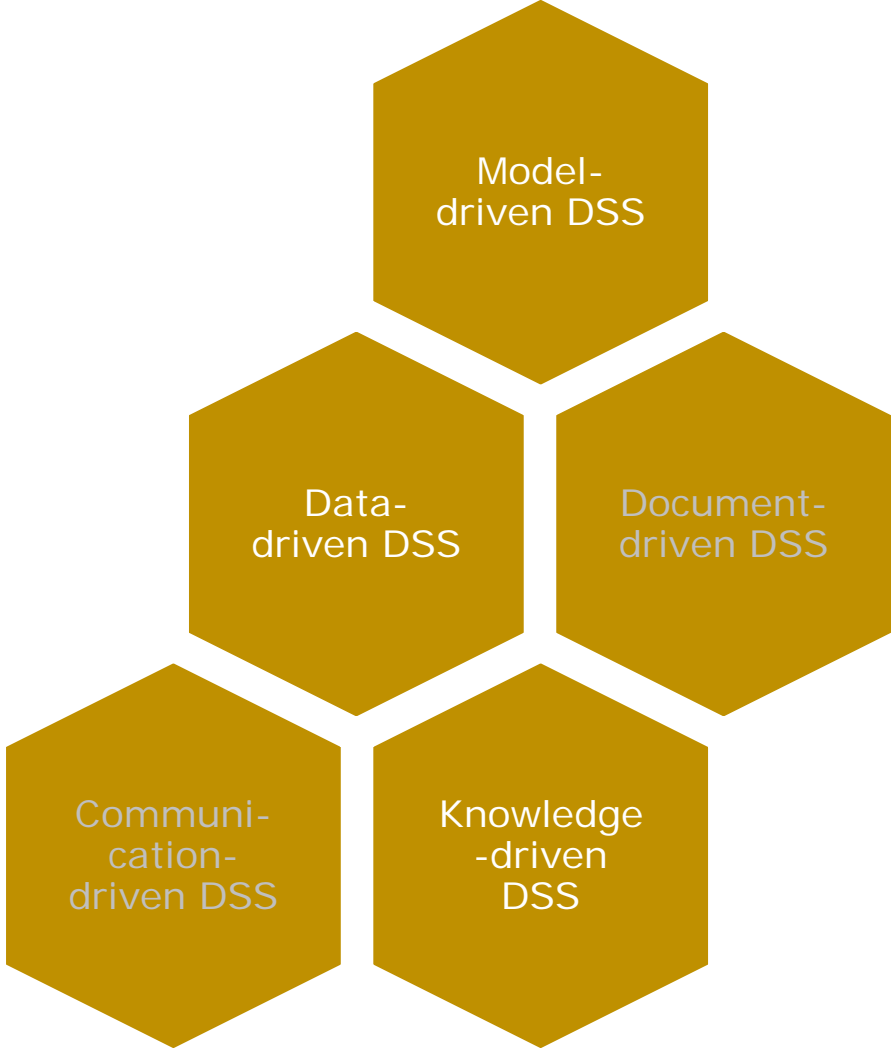 Model-
driven DSS
Data-
driven DSS
Document-
driven DSS
Communi-
cation-
driven DSS
Knowledge
-driven
DSS